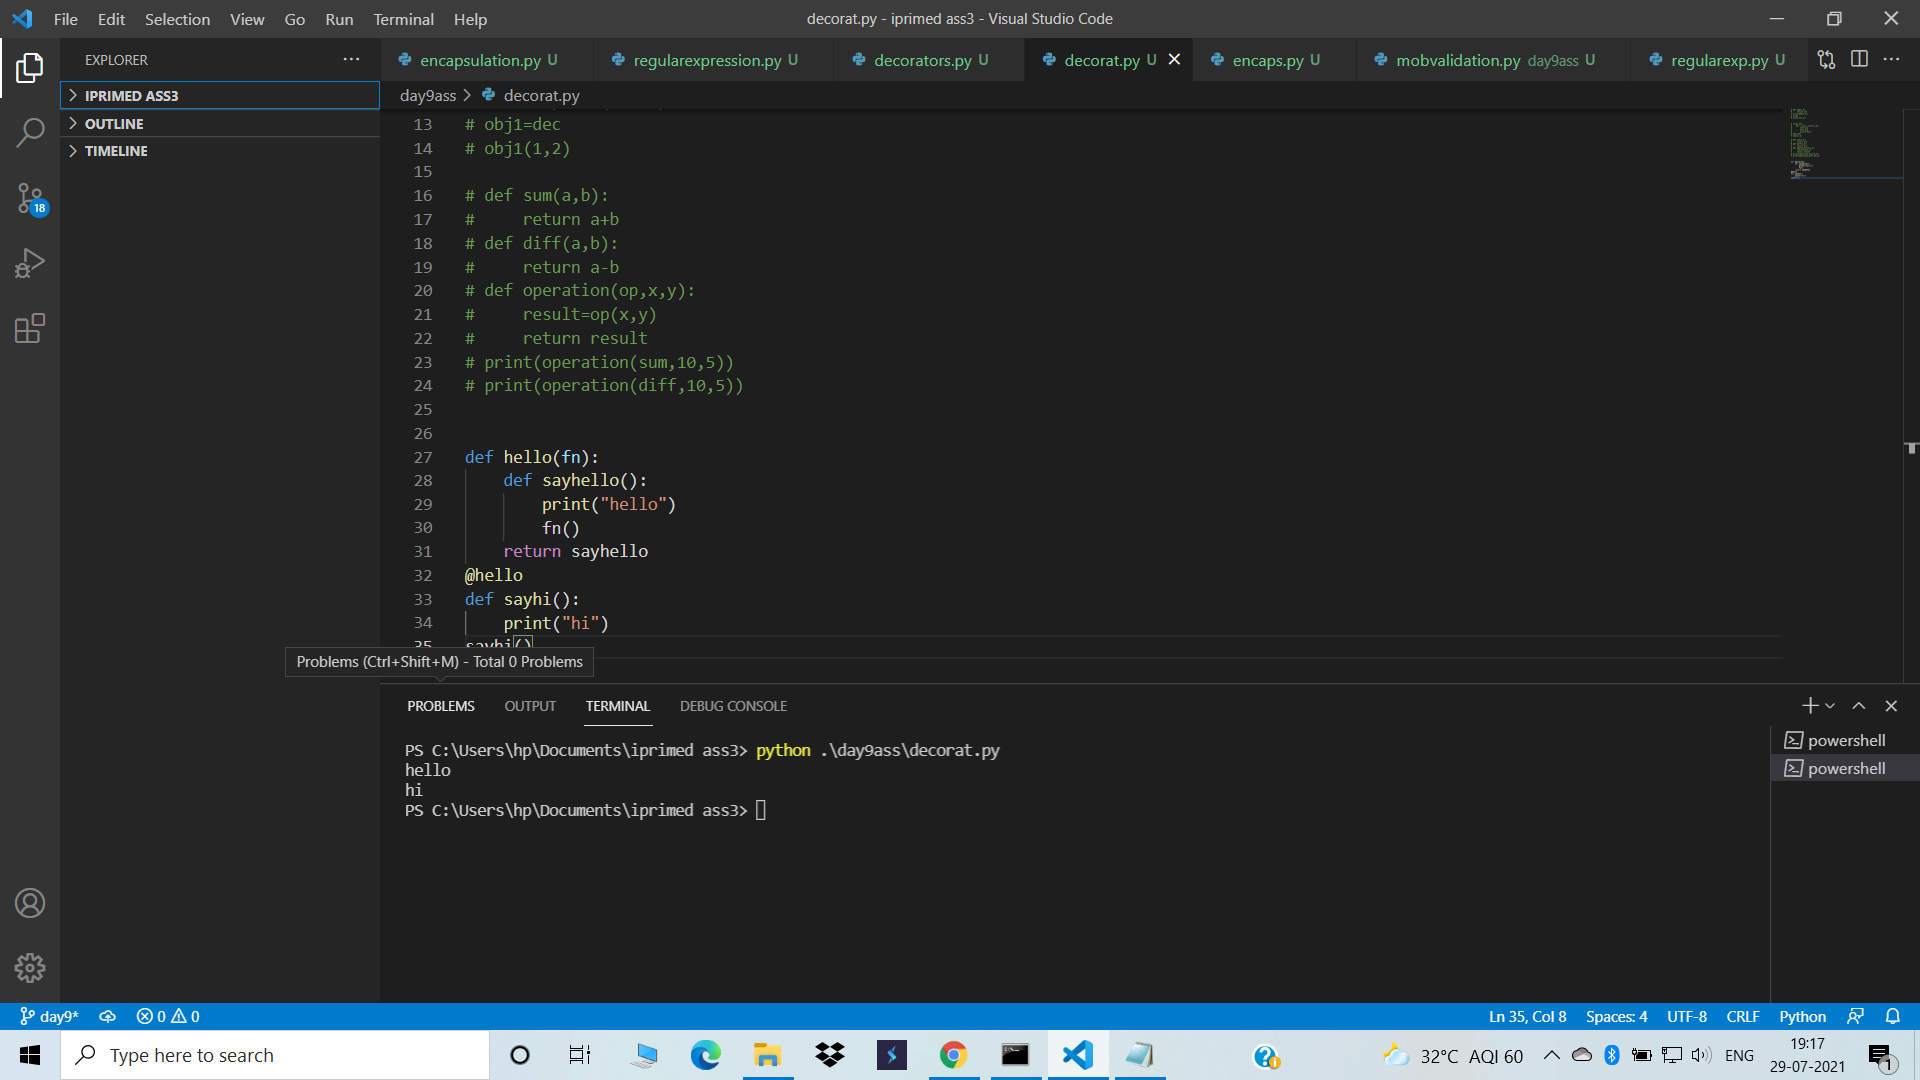 File Edit Selection View Go Run Terminal Help
decorat.py - iprimed ass3 - Visual Studio Code
EXPLORER
IPRIMED ASS3
OUTLINE
TIMELINE
18
encapsulation.py U
regularexpression.py U
decorators.py U
decorat.py U
encaps.py U
mobvalidation.py day9ass U
regularexp.py U
day9ass > decorat.py
13 # obj1=dec
14 # obj1(1,2)
15
16 # def sum(a,b):
17 #     return a+b
18 # def diff(a,b):
19 #     return a-b
20 # def operation(op,x,y):
21 #     result=op(x,y)
22 #     return result
23 # print(operation(sum,10,5))
24 # print(operation(diff,10,5))
25
26
27 def hello(fn):
28     def sayhello():
29         print("hello")
30         fn()
31     return sayhello
32 @hello
33 def sayhi():
34     print("hi")
35 sayhi()
Problems (Ctrl+Shift+M) - Total 0 Problems
PROBLEMS OUTPUT TERMINAL DEBUG CONSOLE
PS C:\Users\hp\Documents\iprimed ass3> python .\day9ass\decorat.py
hello
hi
PS C:\Users\hp\Documents\iprimed ass3>
powershell
powershell
day9* 0 0
Ln 35, Col 8 Spaces: 4 UTF-8 CRLF Python
Type here to search
32°C AQI 60
ENG
19:17
29-07-2021
1